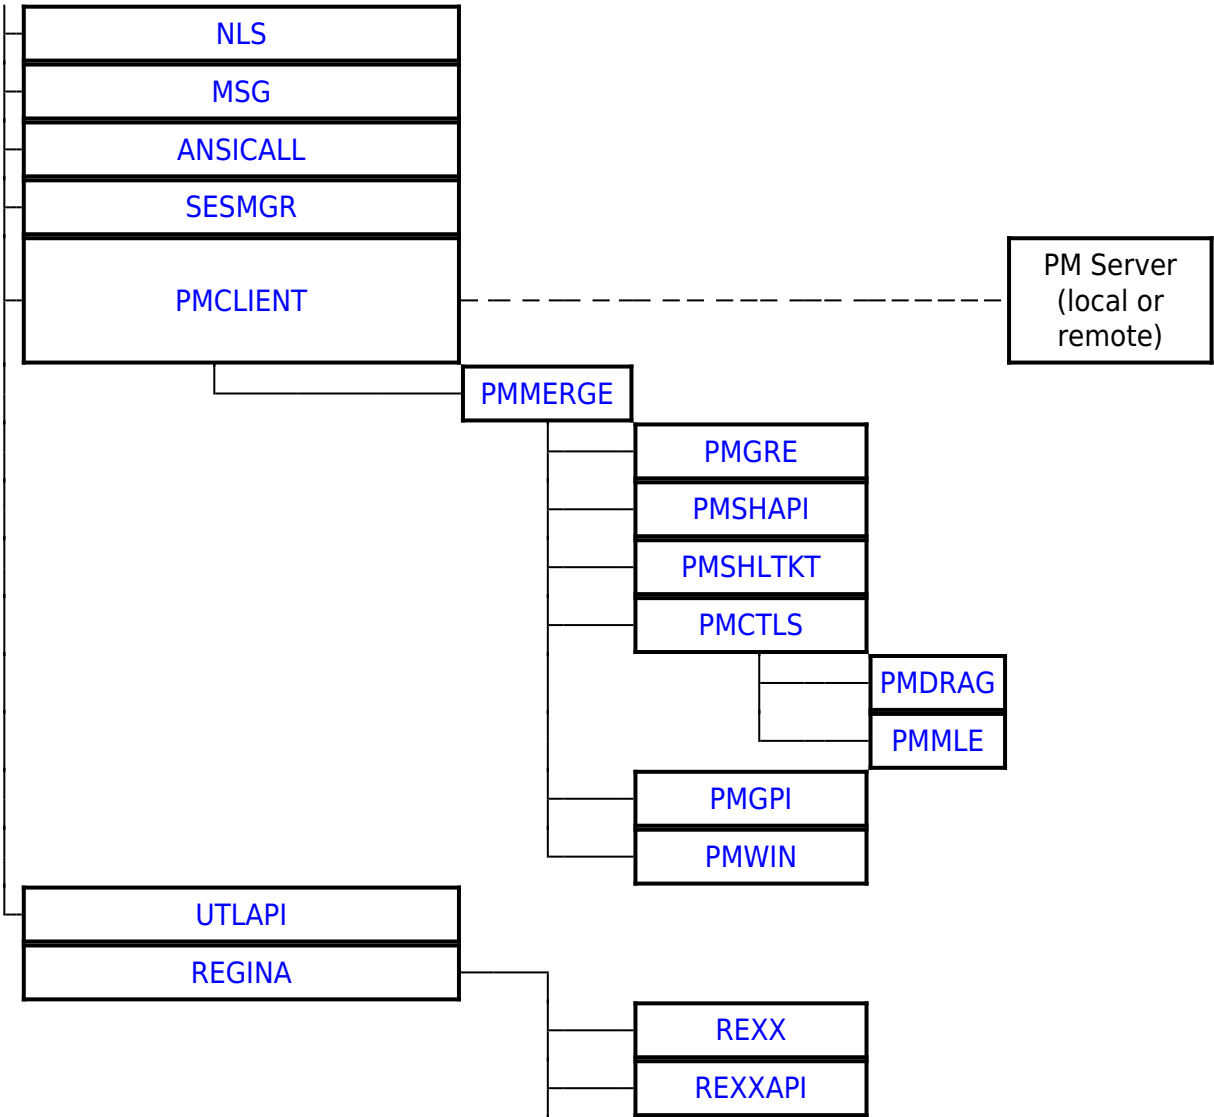 NLS
MSG
ANSICALL
SESMGR
PMCLIENT
PM Server
(local or
remote)
PMMERGE
PMGRE
PMSHAPI
PMSHLTKT
PMCTLS
PMDRAG
PMMLE
PMGPI
PMWIN
UTLAPI
REGINA
REXX
REXXAPI